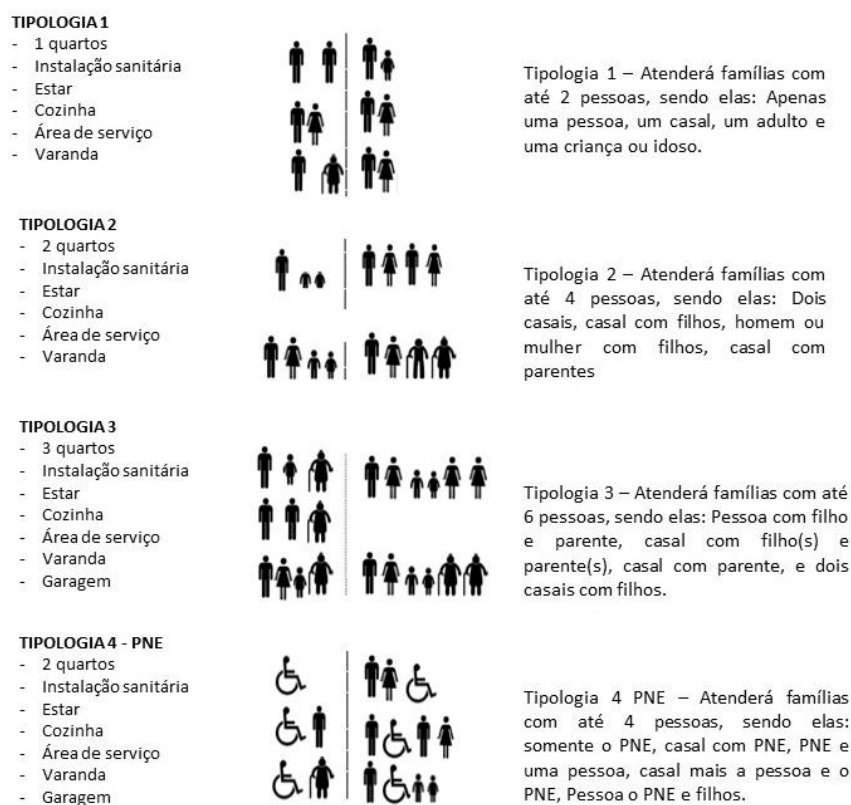 TIPOLOGIA 1
- 1 quartos
- Instalação sanitária
- Estar
- Cozinha
- Área de serviço
- Varanda
Tipologia 1 – Atenderá famílias com
até 2 pessoas, sendo elas: Apenas
uma pessoa, um casal, um adulto e
uma criança ou idoso.
TIPOLOGIA 2
- 2 quartos
- Instalação sanitária
- Estar
- Cozinha
- Área de serviço
- Varanda
Tipologia 2 – Atenderá famílias com
até 4 pessoas, sendo elas: Dois
casais, casal com filhos, homem ou
mulher com filhos, casal com
parentes
TIPOLOGIA 3
- 3 quartos
- Instalação sanitária
- Estar
- Cozinha
- Área de serviço
- Varanda
- Garagem
Tipologia 3 – Atenderá famílias com até
6 pessoas, sendo elas: Pessoa com filho
e parente, casal com filho(s) e
parente(s), casal com parente, e dois
casais com filhos.
TIPOLOGIA 4 - PNE
- 2 quartos
- Instalação sanitária
- Estar
- Cozinha
- Área de serviço
- Varanda
- Garagem
Tipologia 4 PNE – Atenderá famílias
com até 4 pessoas, sendo elas:
somente o PNE, casal com PNE, PNE e
uma pessoa, casal mais a pessoa e o
PNE, Pessoa o PNE e filhos.